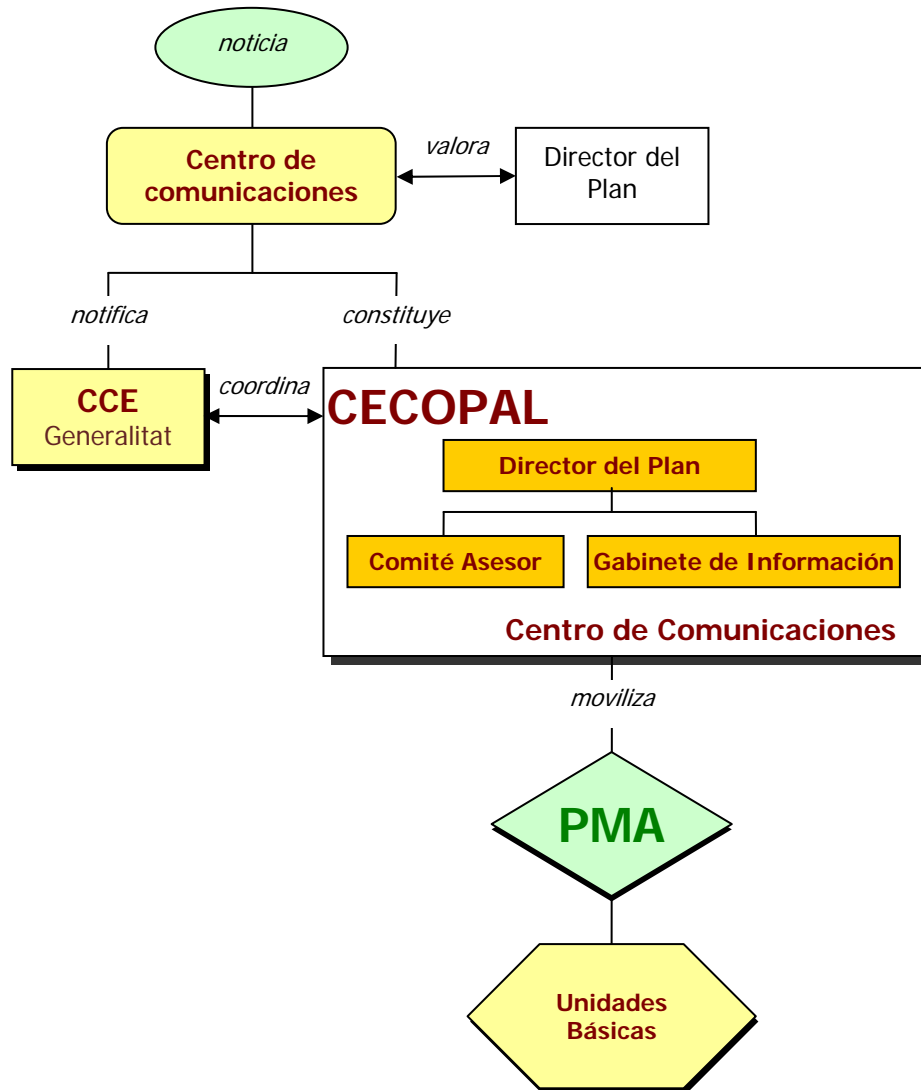 noticia
Centro de
comunicaciones
valora
Director del
Plan
notifica
constituye
CCE
Generalitat
coordina
CECOPAL
Director del Plan
Comité Asesor
Gabinete de Información
Centro de Comunicaciones
moviliza
PMA
Unidades
Básicas